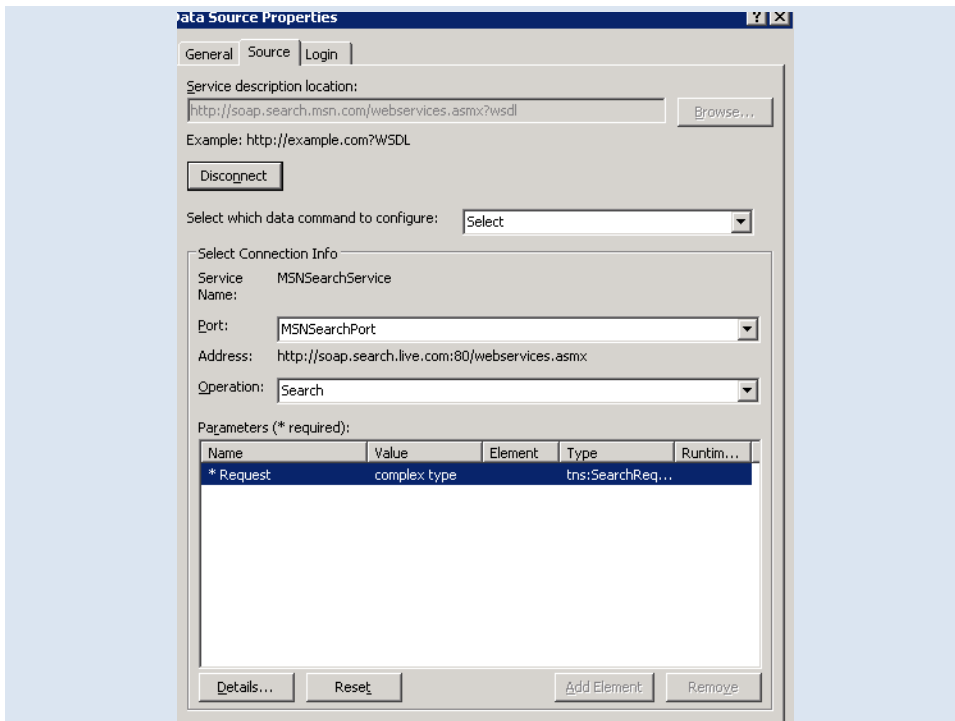 Data Source Properties
General Source Login
Service description location:
http://soap.search.msn.com/webservices.asmx?wsdl Browse...
Example: http://example.com?WSDL
Disconnect
Select which data command to configure: Select
Select Connection Info
Service Name: MSNSearchService
Port: MSNSearchPort
Address: http://soap.search.live.com:80/webservices.asmx
Operation: Search
Parameters (* required):
Name Value Element Type Runtim...
* Request complex type tns:SearchReq...
Details... Reset Add Element Remove